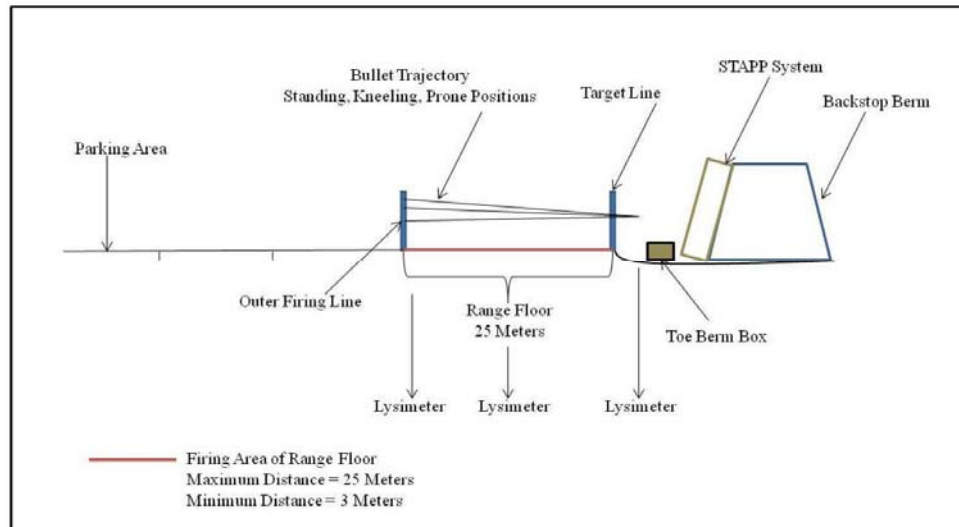 STAPP System
Bullet Trajectory
Standing, Kneeling, Prone Positions
Target Line
Backstop Berm
Parking Area
Outer Firing Line
Range Floor
25 Meters
Toe Berm Box
Lysimeter
Lysimeter
Lysimeter
Firing Area of Range Floor
Maximum Distance = 25 Meters
Minimum Distance = 3 Meters